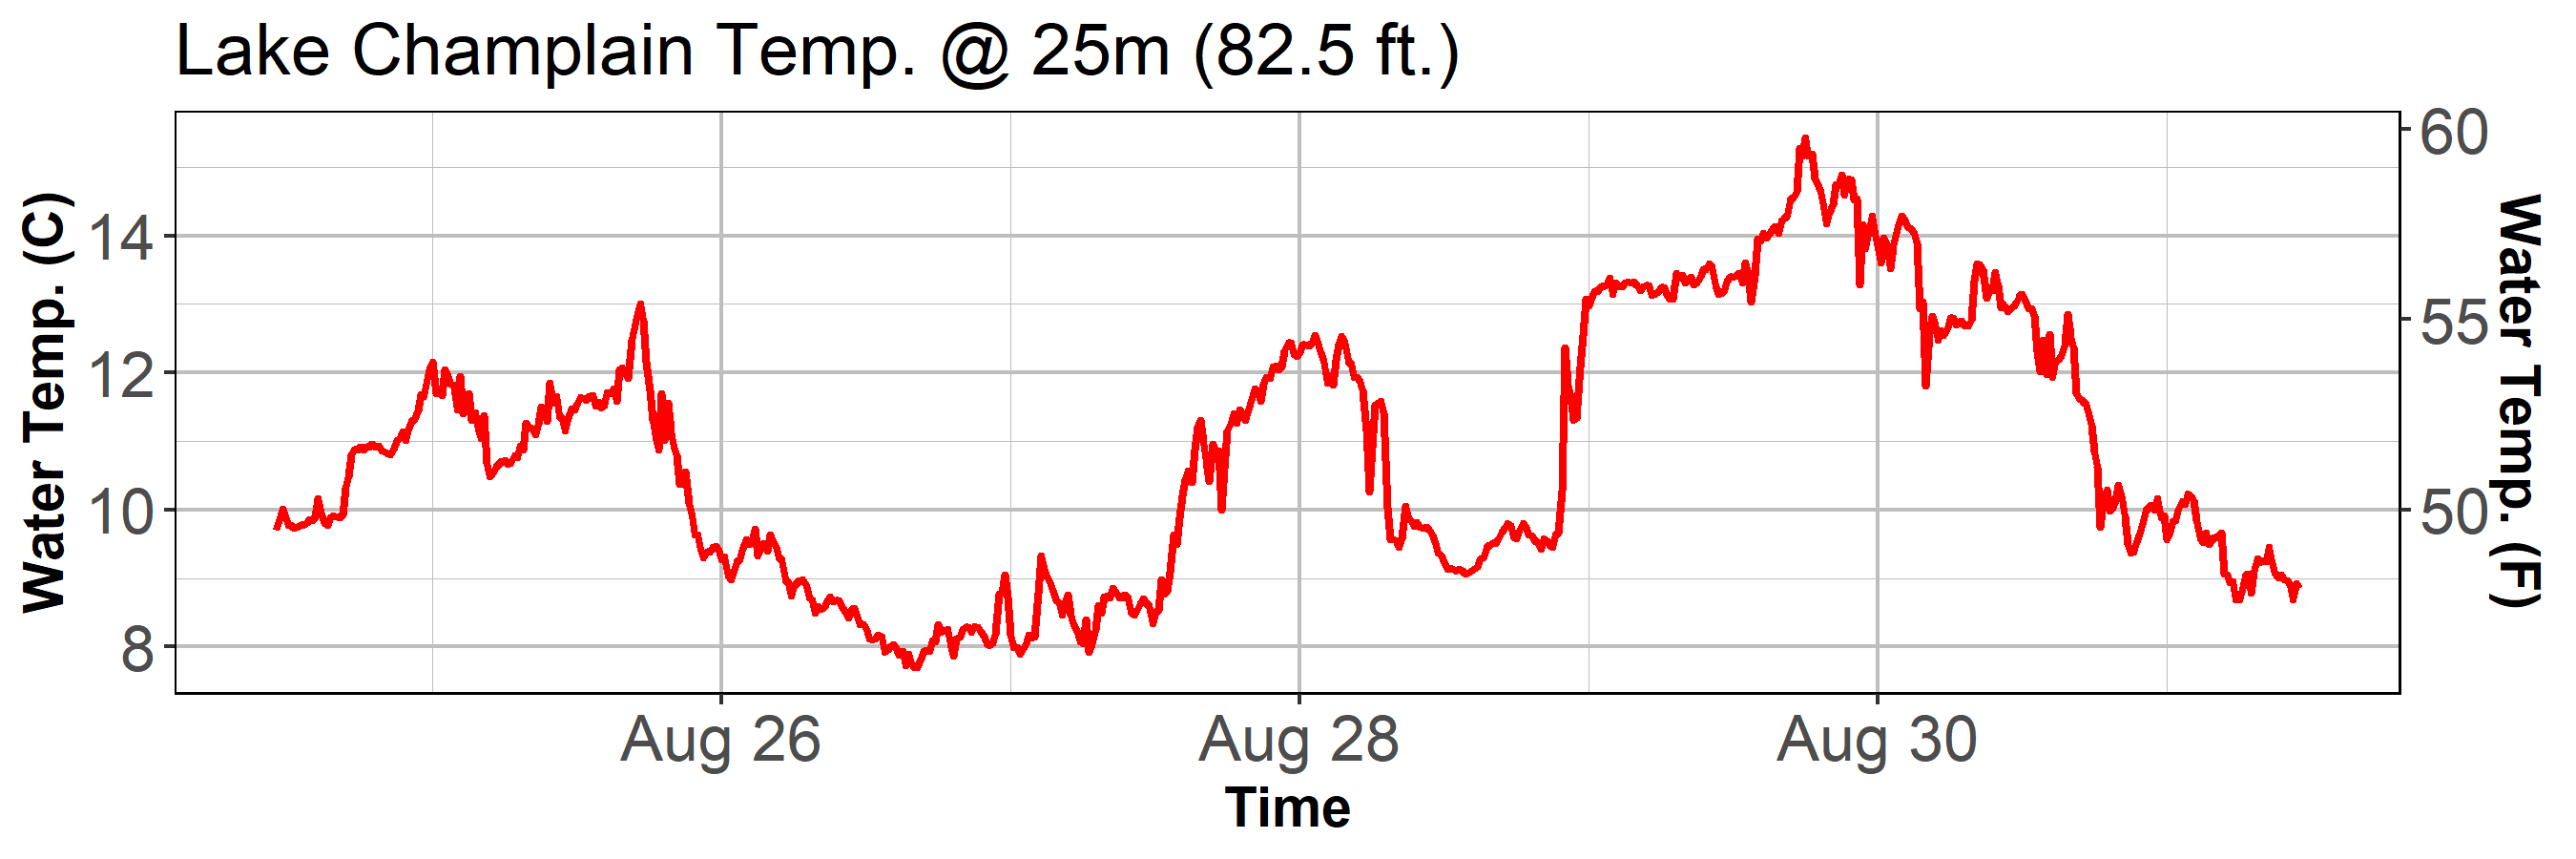 Lake Champlain Temp. @ 25m (82.5 ft.)
Water Temp. (C)
14
12
10
8
60
55
50
Water Temp. (F)
Aug 26 Aug 28 Aug 30
Time